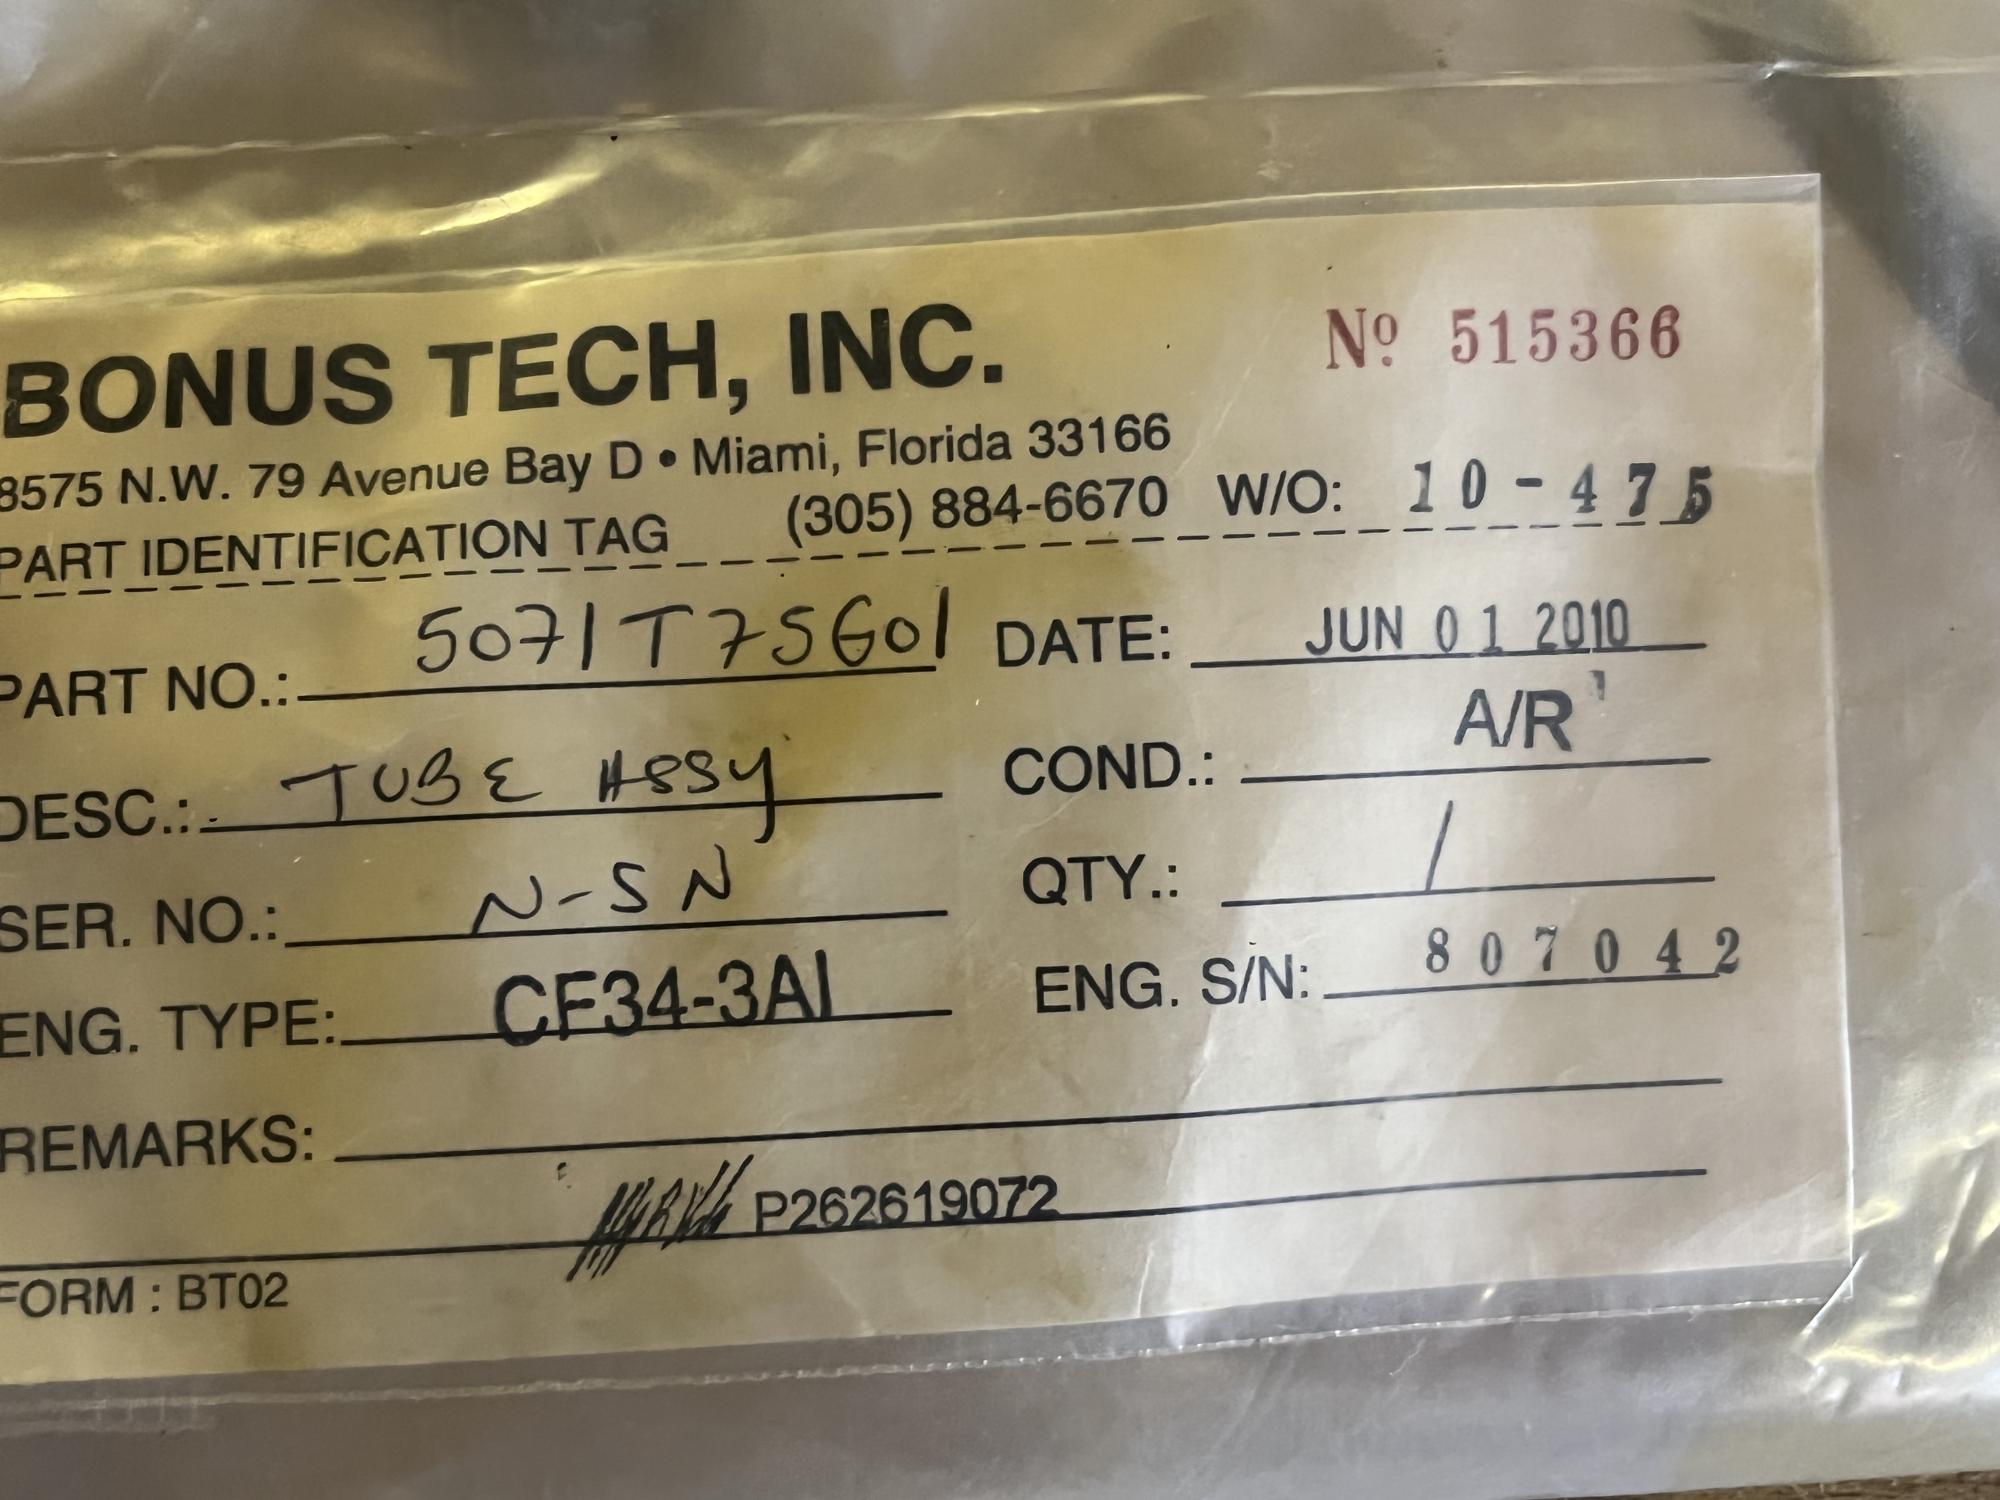 BONUS TECH, INC. Nº 515366
8575 N.W. 79 Avenue Bay D • Miami, Florida 33166
PART IDENTIFICATION TAG (305) 884-6670 W/O: 10-475
PART NO.: 5071T75G01 DATE: JUN 01 2010
DESC.: TUBE ASSY COND.: A/R
SER. NO.: N-SN QTY.: 1
ENG. TYPE: CF34-3A1 ENG. S/N: 807042
REMARKS:
P262619072
FORM : BT02